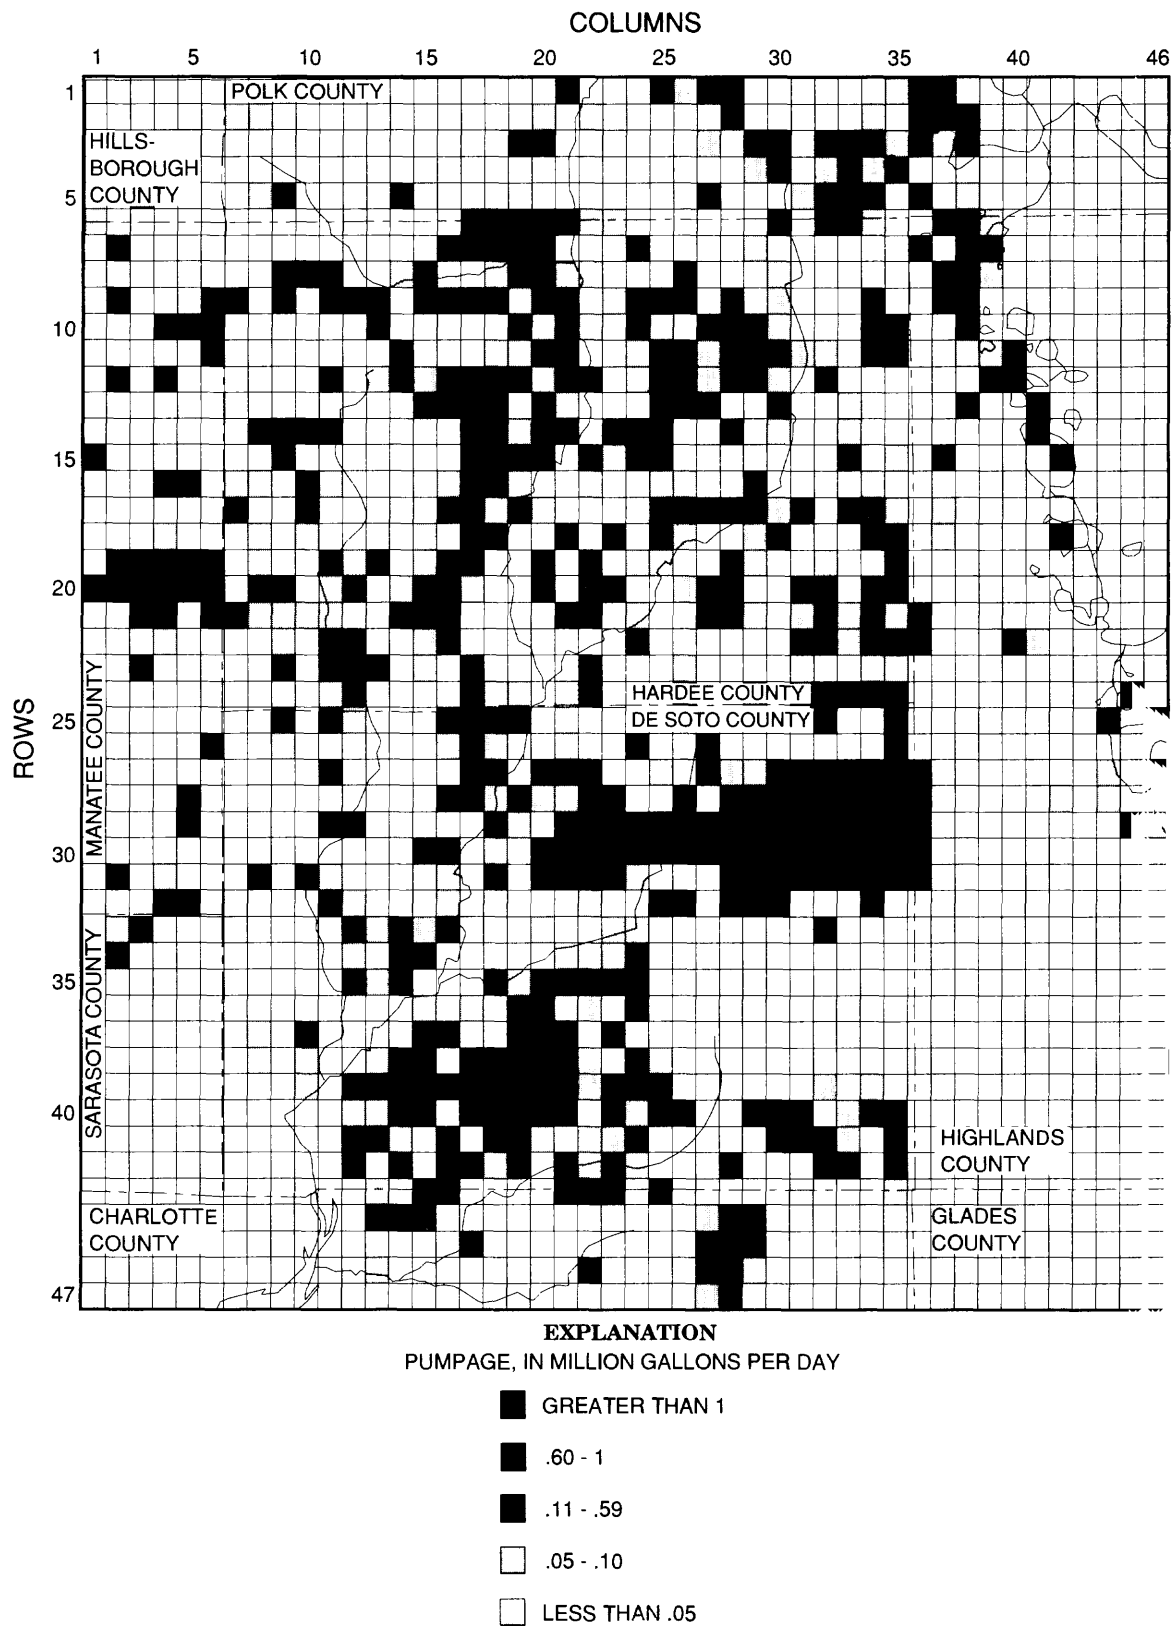 COLUMNS
1 5 10 15 20 25 30 35 40 46
1
POLK COUNTY
HILLS-
BOROUGH
COUNTY
5
10
15
20
ROWS
MANATEE COUNTY
HARDEE COUNTY
25
DE SOTO COUNTY
30
SARASOTA COUNTY
35
40
HIGHLANDS
COUNTY
CHARLOTTE
COUNTY
GLADES
COUNTY
47
EXPLANATION
PUMPAGE, IN MILLION GALLONS PER DAY
GREATER THAN 1
.60 - 1
.11 - .59
.05 - .10
LESS THAN .05